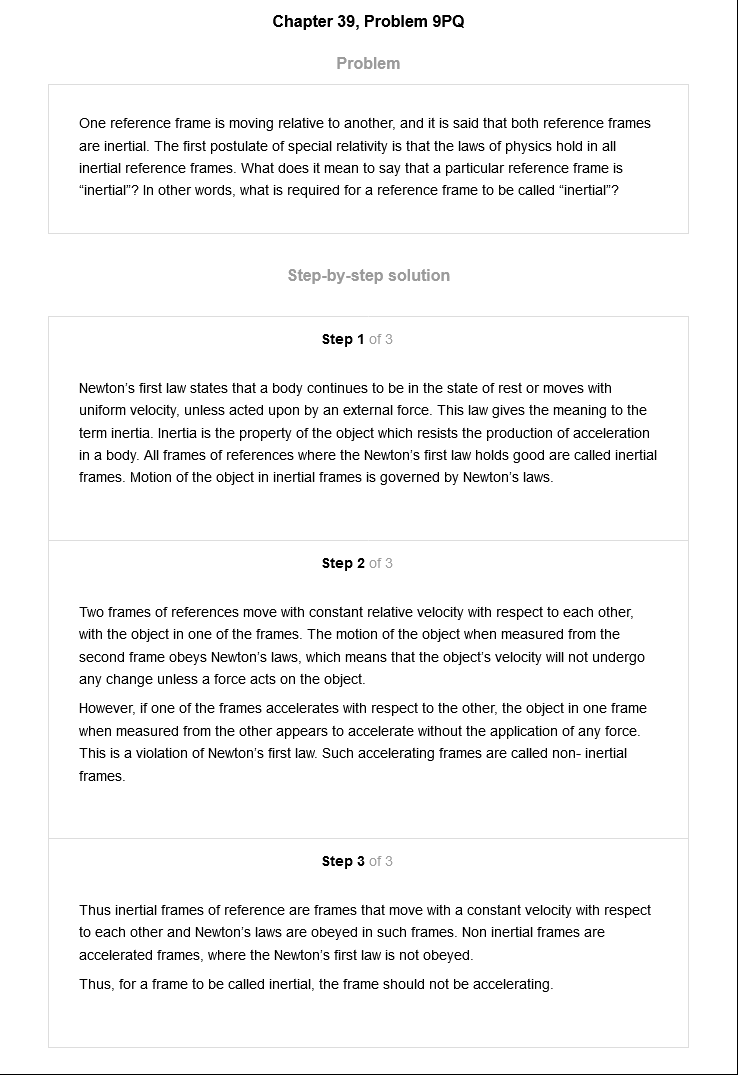 Chapter 39, Problem 9PQ
Problem
One reference frame is moving relative to another, and it is said that both reference frames
are inertial. The first postulate of special relativity is that the laws of physics hold in all
inertial reference frames. What does it mean to say that a particular reference frame is
“inertial”? In other words, what is required for a reference frame to be called “inertial”?
Step-by-step solution
Step 1 of 3
Newton’s first law states that a body continues to be in the state of rest or moves with
uniform velocity, unless acted upon by an external force. This law gives the meaning to the
term inertia. Inertia is the property of the object which resists the production of acceleration
in a body. All frames of references where the Newton’s first law holds good are called inertial
frames. Motion of the object in inertial frames is governed by Newton’s laws.
Step 2 of 3
Two frames of references move with constant relative velocity with respect to each other,
with the object in one of the frames. The motion of the object when measured from the
second frame obeys Newton’s laws, which means that the object’s velocity will not undergo
any change unless a force acts on the object.
However, if one of the frames accelerates with respect to the other, the object in one frame
when measured from the other appears to accelerate without the application of any force.
This is a violation of Newton’s first law. Such accelerating frames are called non- inertial
frames.
Step 3 of 3
Thus inertial frames of reference are frames that move with a constant velocity with respect
to each other and Newton’s laws are obeyed in such frames. Non inertial frames are
accelerated frames, where the Newton’s first law is not obeyed.
Thus, for a frame to be called inertial, the frame should not be accelerating.